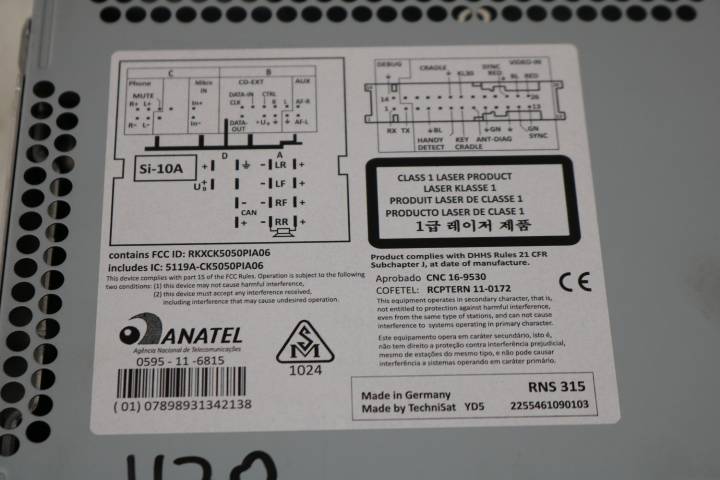 C B
Phone Mikro IN CD-EXT AUX
MUTE DATA-IN CTRL
R+ L+ In+ CLK R L AF-R
R- L- In- DATA-OUT +U AF-L
D A
Si-10A + - LR +
U - LF +
- - RF +
CAN
+ - RR +
DEBUG CRADLE KL30 SYNC RED VIDEO-IN
BL RED
14 26
1 13
RX TX BL GN GN
HANDY DETECT KEY CRADLE ANT-DIAG SYNC
CLASS 1 LASER PRODUCT
LASER KLASSE 1
PRODUIT LASER DE CLASSE 1
PRODUCTO LASER DE CLASE 1
1급 레이저 제품
contains FCC ID: RKXCK5050PIA06
includes IC: 5119A-CK5050PIA06
This device complies with part 15 of the FCC Rules. Operation is subject to the following
two conditions: (1) this device may not cause harmful interference,
(2) this device must accept any interference received,
including interference that may cause undesired operation.
Product complies with DHHS Rules 21 CFR
Subchapter J, at date of manufacture.
Aprobado CNC 16-9530
COFETEL: RCPTERN 11-0172
CE
This equipment operates in secondary character, that is,
not entitled to protection against harmful interference,
even from the same type of stations, and can not cause
interference to systems operating in primary character.
Este equipamento opera em caráter secundário, isto é,
não tem direito a proteção contra interferência prejudicial,
mesmo de estações do mesmo tipo, e não pode causar
interferência a sistemas operando em caráter primário.
ANATEL
Agência Nacional de Telecomunicações
0595 - 11 -6815
(01) 07898931342138
1024
Made in Germany RNS 315
Made by TechniSat YD5 2255461090103